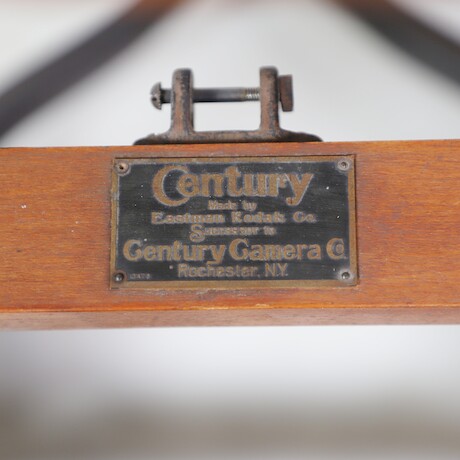 Century
Made by
Eastman Kodak Co.
Successor to
Century Camera Co
Rochester, N.Y.